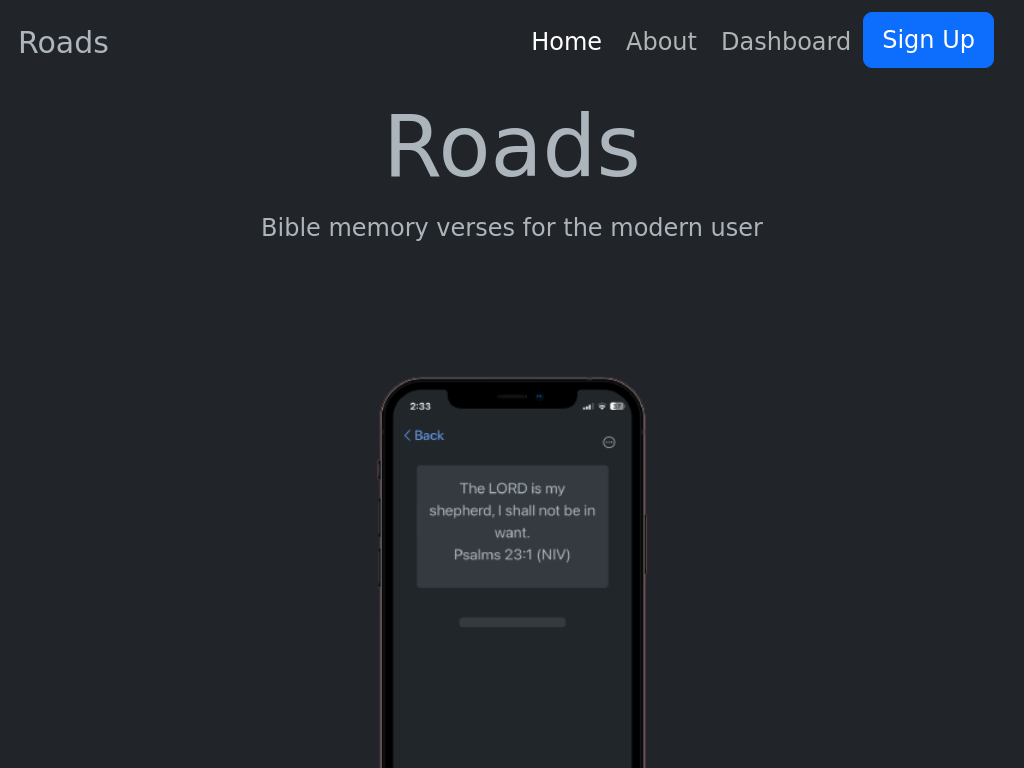 Roads
Home
About
Dashboard
Sign Up
Roads
Bible memory verses for the modern user
2:33
Back
The LORD is my
shepherd, I shall not be in
want.
Psalms 23:1 (NIV)